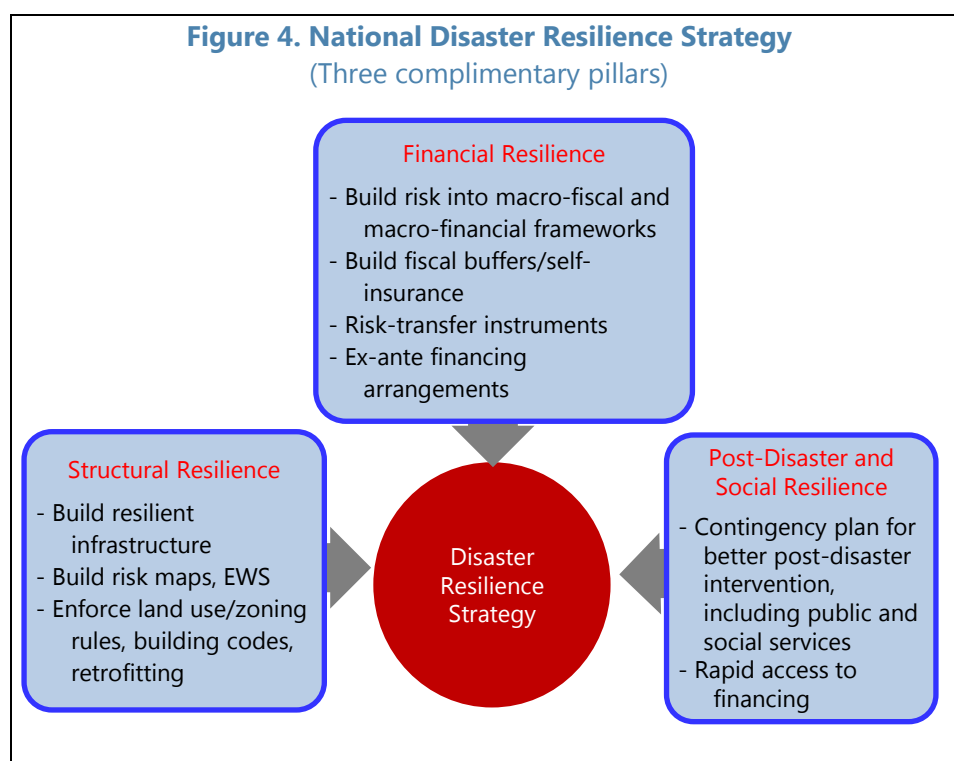 Figure 4. National Disaster Resilience Strategy
(Three complimentary pillars)
Financial Resilience
- Build risk into macro-fiscal and
macro-financial frameworks
- Build fiscal buffers/self-
insurance
- Risk-transfer instruments
- Ex-ante financing
arrangements
Structural Resilience
- Build resilient
infrastructure
- Build risk maps, EWS
- Enforce land use/zoning
rules, building codes,
retrofitting
Disaster
Resilience
Strategy
Post-Disaster and
Social Resilience
- Contingency plan for
better post-disaster
intervention,
including public and
social services
- Rapid access to
financing